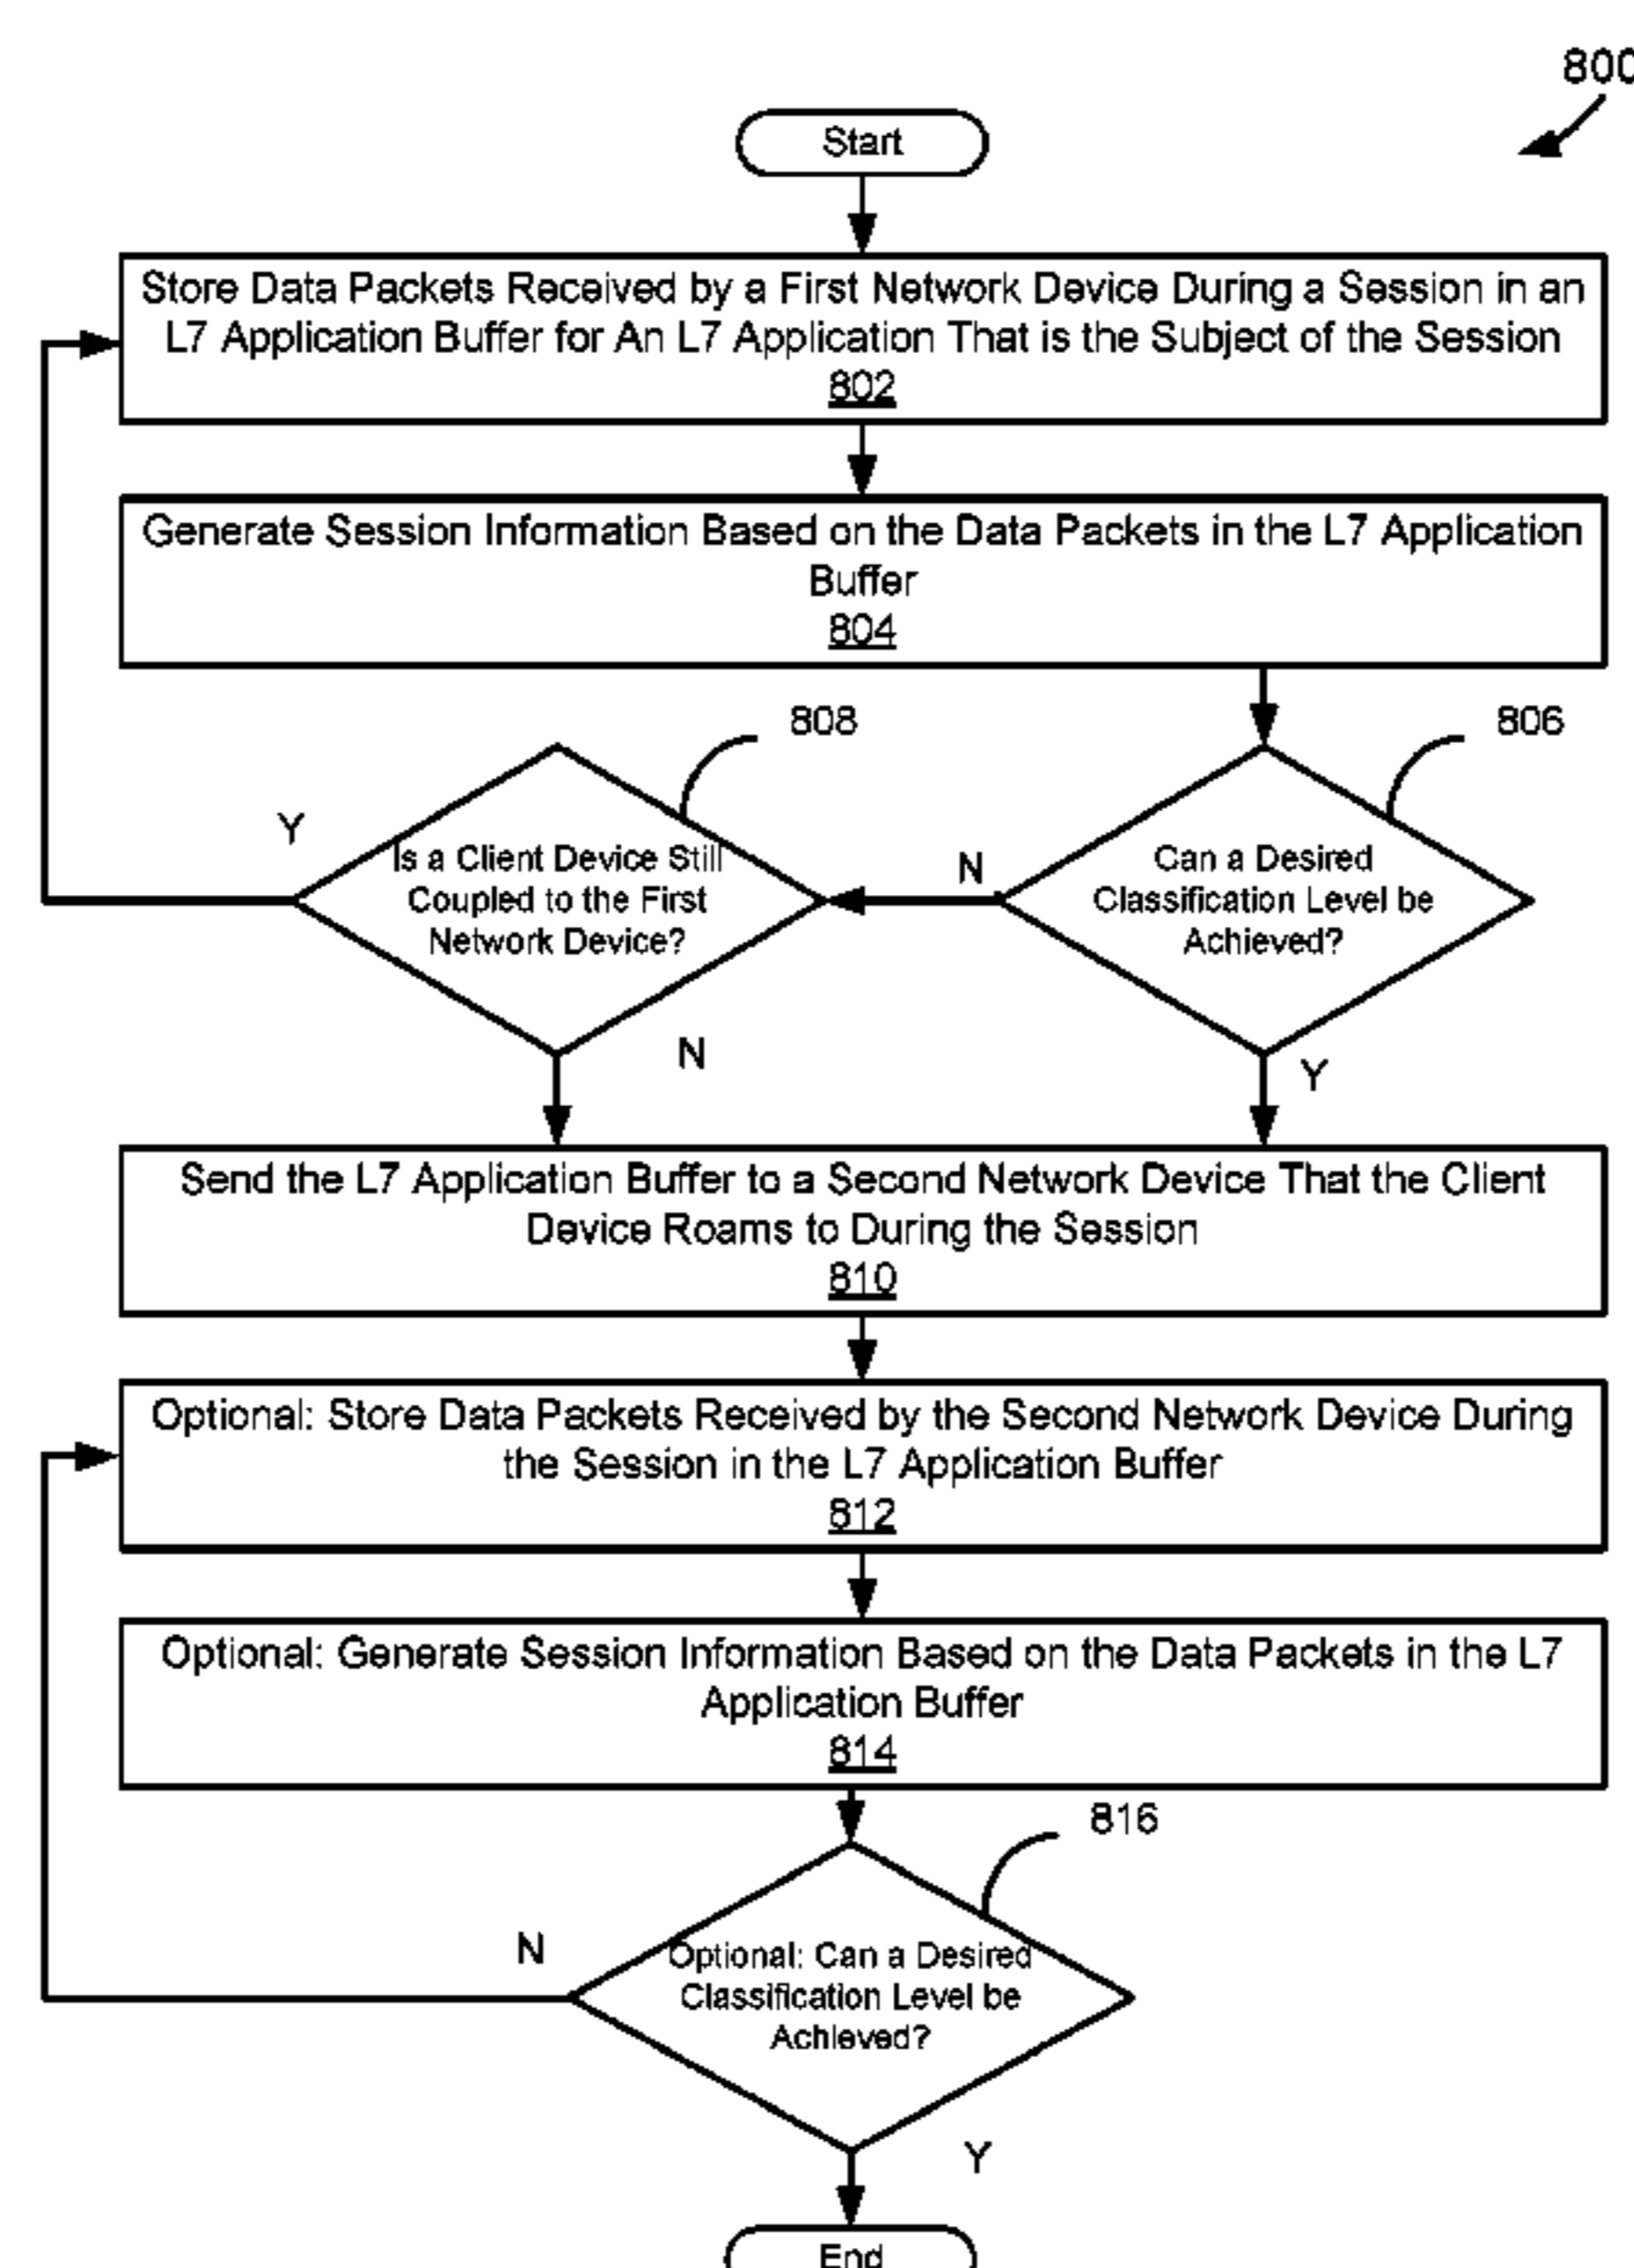 800
Start
Store Data Packets Received by a First Network Device During a Session in an
L7 Application Buffer for An L7 Application That is the Subject of the Session
802
Generate Session Information Based on the Data Packets in the L7 Application
Buffer
804
808
806
Y
Is a Client Device Still
Coupled to the First
Network Device?
N
Can a Desired
Classification Level be
Achieved?
N
Y
Send the L7 Application Buffer to a Second Network Device That the Client
Device Roams to During the Session
810
Optional: Store Data Packets Received by the Second Network Device During
the Session in the L7 Application Buffer
812
Optional: Generate Session Information Based on the Data Packets in the L7
Application Buffer
814
816
N
Optional: Can a Desired
Classification Level be
Achieved?
Y
End